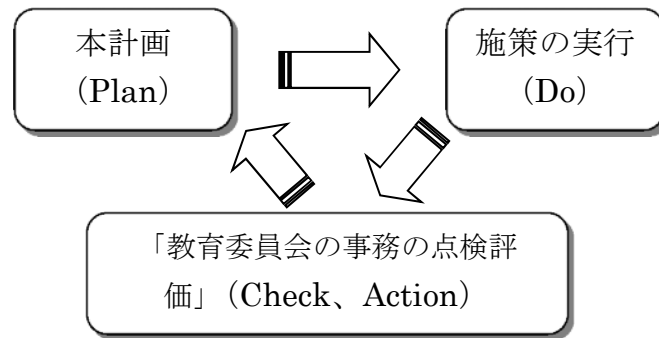 本計画
(Plan)
施策の実行
(Do)
「教育委員会の事務の点検評
価」(Check、Action)